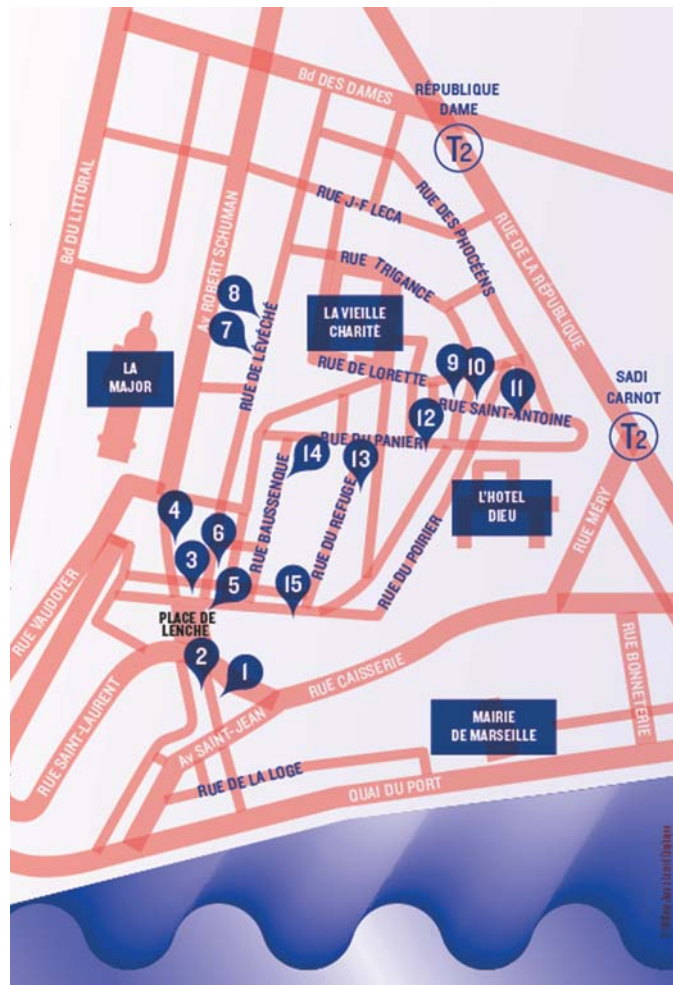 Bd DES DAMES
RÉPUBLIQUE
DAME
T2
Bd DU LITTORAL
RUE J-F LECA
RUE DES PHOCÉÉNS
RUE DE LA RÉPUBLIQUE
Av ROBERT SCHUMAN
RUE TRIGANCE
8
7
RUE DE LÉVÈCHÉ
LA VIEILLE
CHARITÈ
LA
MAJOR
RUE DE LORETTE
9
10
11
SADI
CARNOT
T2
RUE SAINT-ANTOINE
12
RUE DU PANIER
14
13
L'HOTEL
DIEU
RUE BAUSSENQUE
RUE DU REFUGE
RUE DU POIRIER
RUE MÉRY
4
6
3
5
15
PLACE DE
LENCHE
RUE VAUDOYER
2
1
RUE CAISSERIE
RUE BONNETERIE
RUE SAINT-LAURENT
Av SAINT-JEAN
MAIRIE
DE MARSEILLE
RUE DE LA LOGE
QUAI DU PORT